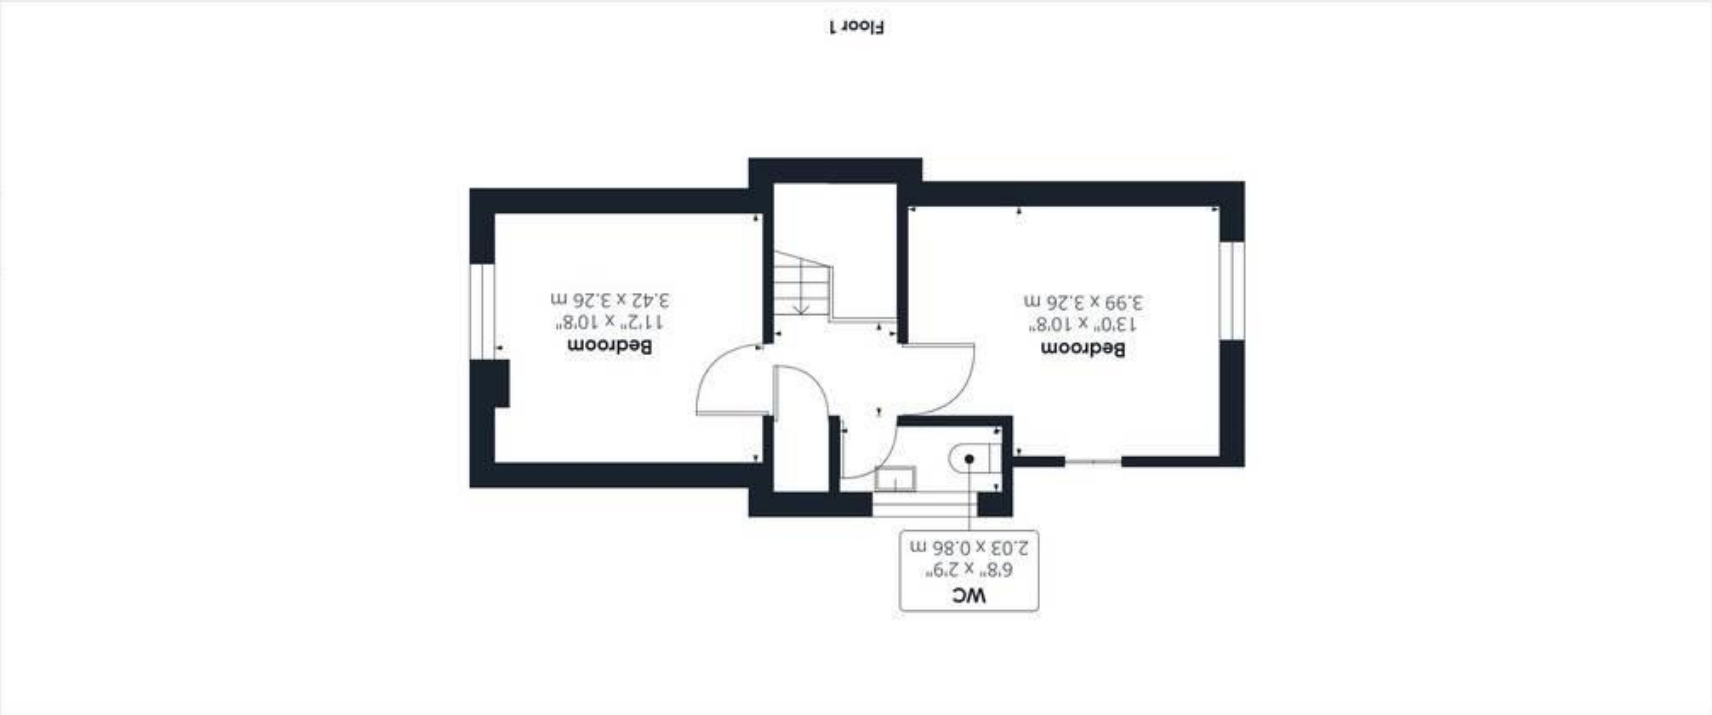 WC
6'8" x 2'9"
2.03 x 0.86 m
Bedroom
13'0" x 10'8"
3.99 x 3.26 m
Bedroom
11'2" x 10'8"
3.42 x 3.26 m
Floor 1